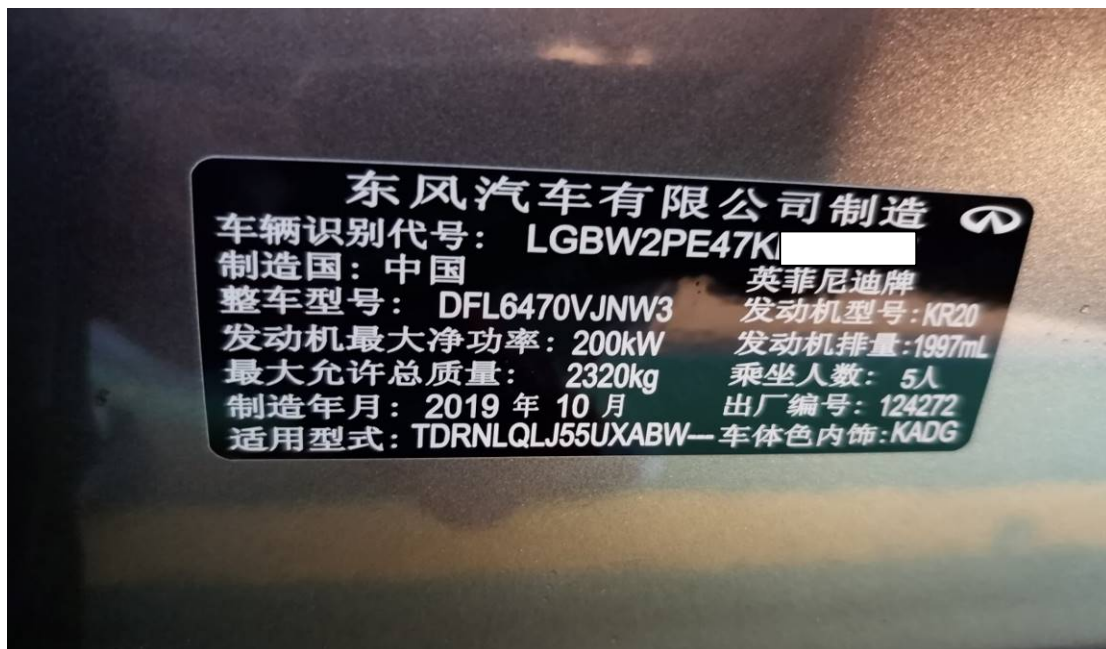 东风汽车有限公司制造
车辆识别代号： LGBW2PE47K
制造国：中国 英菲尼迪牌
整车型号： DFL6470VJNW3 发动机型号:KR20
发动机最大净功率：200kW 发动机排量:1997mL
最大允许总质量： 2320kg 乘坐人数： 5人
制造年月：2019 年 10 月 出厂编号：124272
适用型式：TDRNLQLJ55UXABW— 车体色内饰:KADG